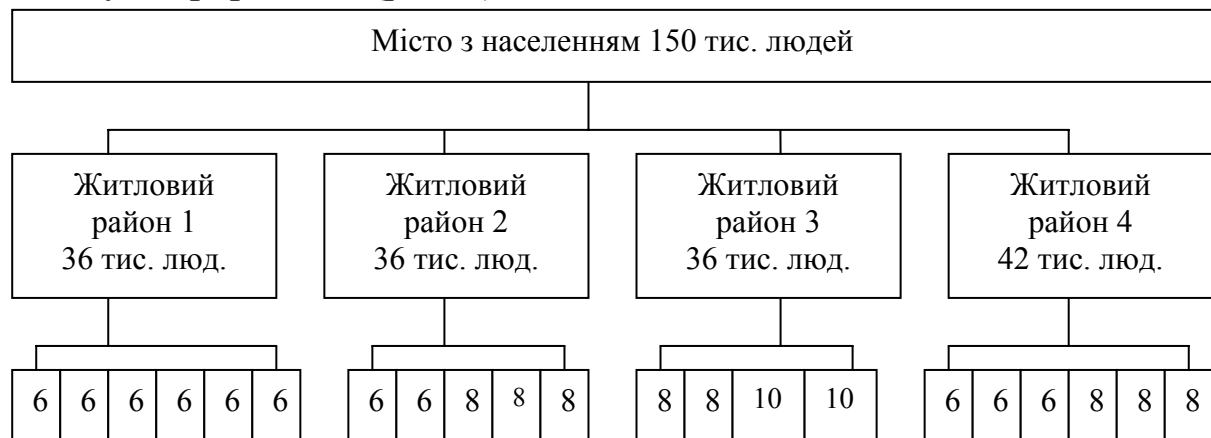 Місто з населенням 150 тис. людей
Житловий
район 1
36 тис. люд.
Житловий
район 2
36 тис. люд.
Житловий
район 3
36 тис. люд.
Житловий
район 4
42 тис. люд.
6 6 6 6 6 6
6 6 8 8 8
8 8 10 10
6 6 6 8 8 8